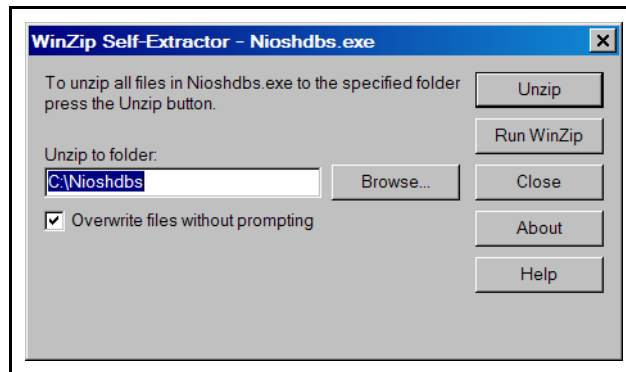 WinZip Self-Extractor - Nioshdbs.exe
To unzip all files in Nioshdbs.exe to the specified folder
press the Unzip button.
Unzip to folder:
C:\Nioshdbs
Browse...
Overwrite files without prompting
Unzip
Run WinZip
Close
About
Help